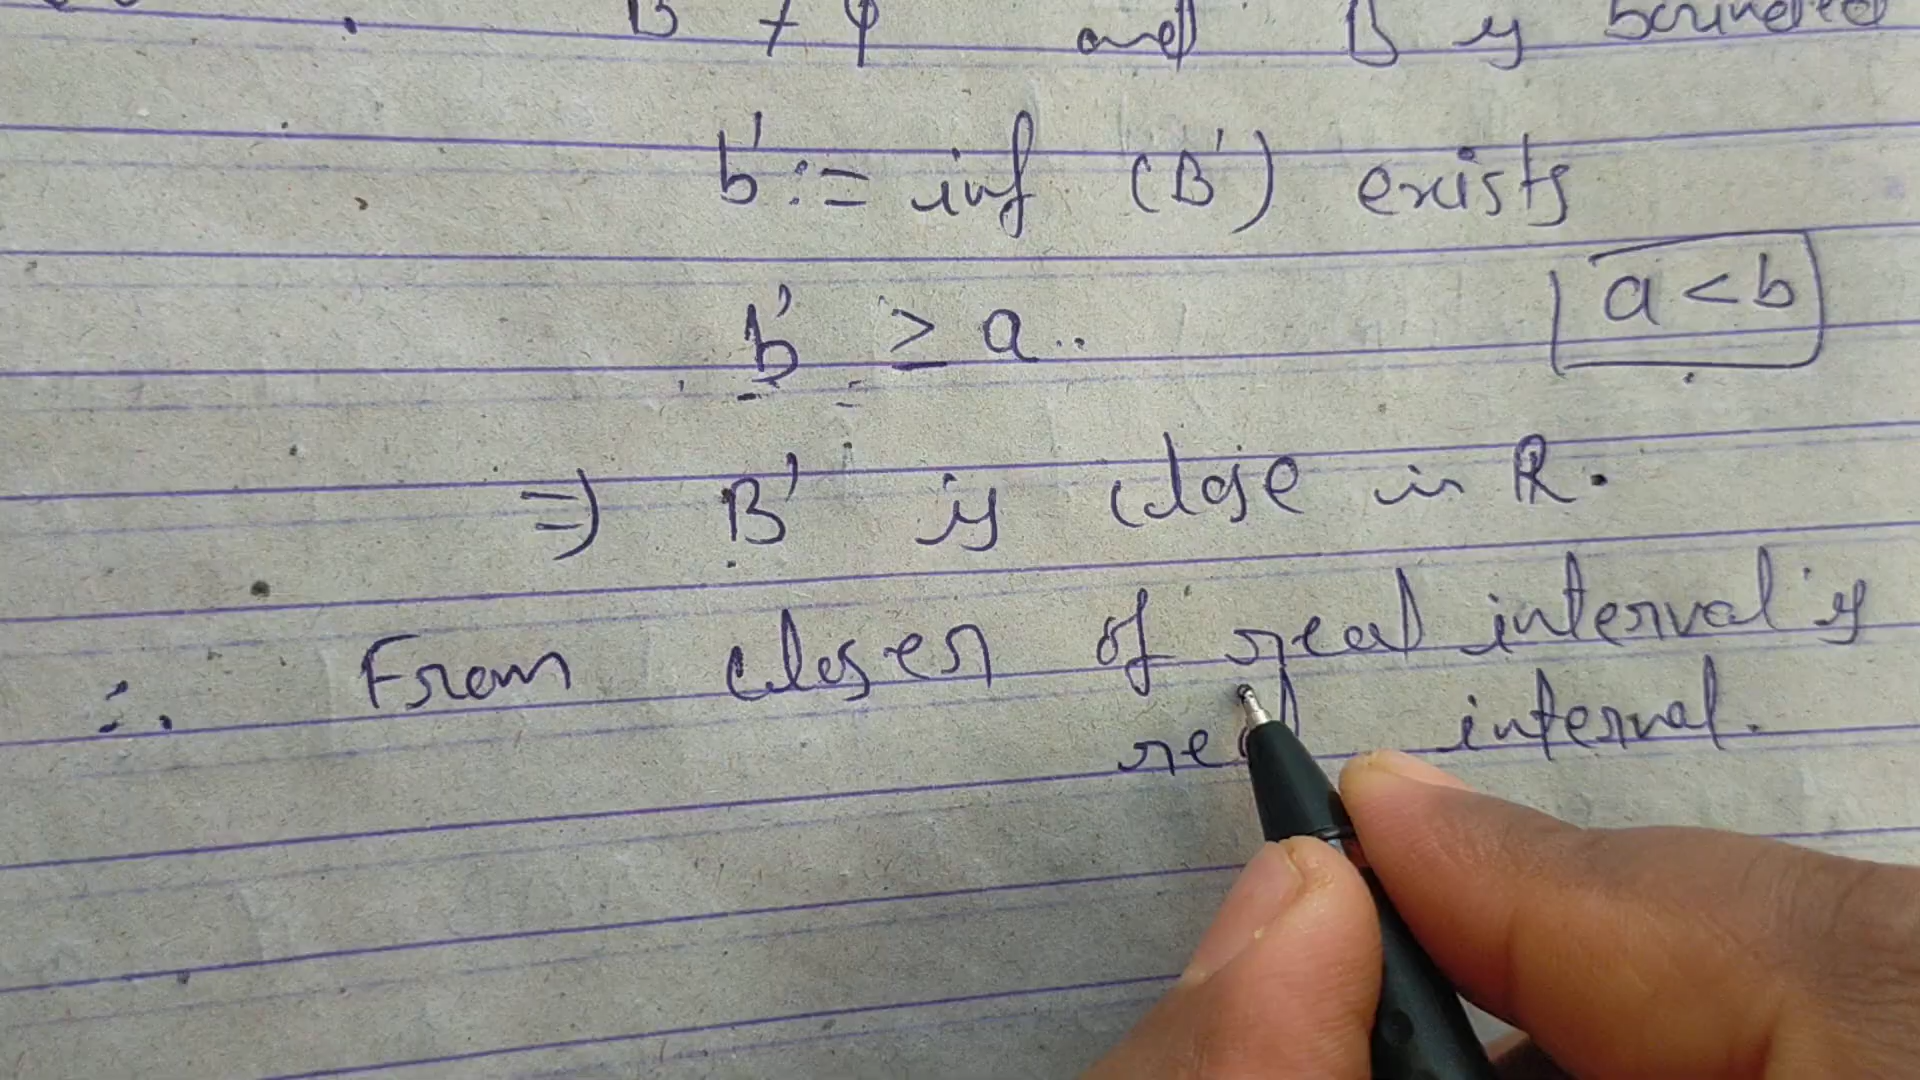 B ≠ φ and B is bounded
b' := inf (B') exists
b' ≥ a..
a < b
⇒ B' is close in R.
∴ From closer of real interval is
real interval.